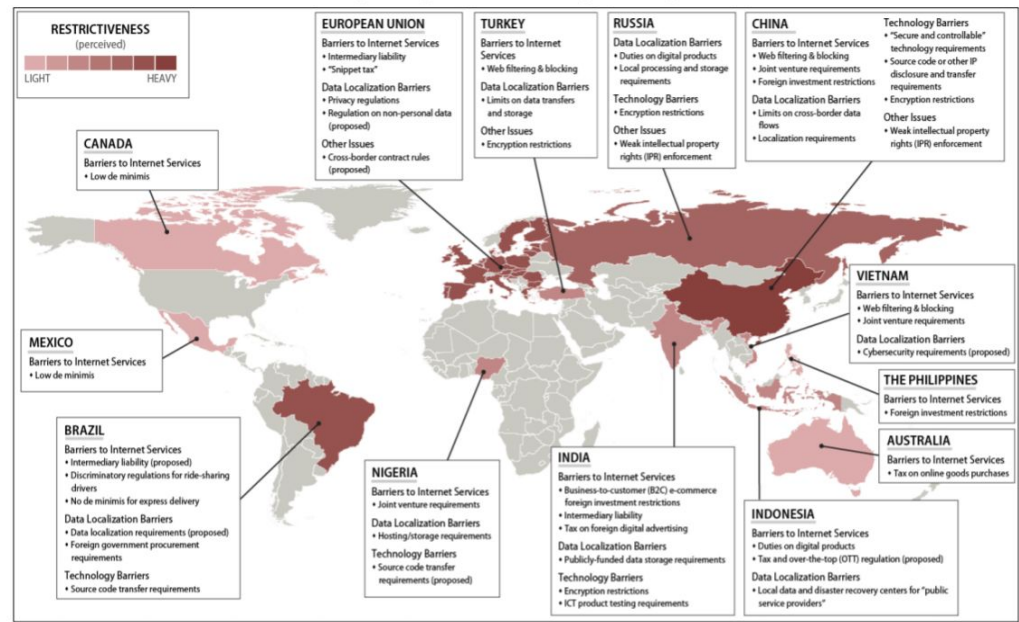 RESTRICTIVENESS
(perceived)
LIGHT
HEAVY
EUROPEAN UNION
Barriers to Internet Services
• Intermediary liability
• "Snippet tax"
Data Localization Barriers
• Privacy regulations
• Regulation on non-personal data
(proposed)
Other Issues
• Cross-border contract rules
(proposed)
TURKEY
Barriers to Internet
Services
• Web filtering & blocking
Data Localization Barriers
• Limits on data transfers
and storage
Other Issues
• Encryption restrictions
RUSSIA
Data Localization Barriers
• Duties on digital products
• Local processing and storage
requirements
Technology Barriers
• Encryption restrictions
Other Issues
• Weak intellectual property
rights (IPR) enforcement
CHINA
Barriers to Internet Services
• Web filtering & blocking
• Joint venture requirements
• Foreign investment restrictions
Data Localization Barriers
• Limits on cross-border data
flows
• Localization requirements
Technology Barriers
• "Secure and controllable"
technology requirements
• Source code or other IP
disclosure and transfer
requirements
• Encryption restrictions
Other Issues
• Weak intellectual property
rights (IPR) enforcement
CANADA
Barriers to Internet Services
• Low de minimis
MEXICO
Barriers to Internet Services
• Low de minimis
BRAZIL
Barriers to Internet Services
• Intermediary liability (proposed)
• Discriminatory regulations for ride-sharing
drivers
• No de minimis for express delivery
Data Localization Barriers
• Data localization requirements (proposed)
• Foreign government procurement
requirements
Technology Barriers
• Source code transfer requirements
NIGERIA
Barriers to Internet Services
• Joint venture requirements
Data Localization Barriers
• Hosting/storage requirements
Technology Barriers
• Source code transfer
requirements (proposed)
INDIA
Barriers to Internet Services
• Business-to-customer (B2C) e-commerce
foreign investment restrictions
• Intermediary liability
• Tax on foreign digital advertising
Data Localization Barriers
• Publicly-funded data storage requirements
Technology Barriers
• Encryption restrictions
• ICT product testing requirements
VIETNAM
Barriers to Internet Services
• Web filtering & blocking
• Joint venture requirements
Data Localization Barriers
• Cybersecurity requirements (proposed)
THE PHILIPPINES
Barriers to Internet Services
• Foreign investment restrictions
AUSTRALIA
Barriers to Internet Services
• Tax on online goods purchases
INDONESIA
Barriers to Internet Services
• Duties on digital products
• Tax and over-the-top (OTT) regulation (proposed)
Data Localization Barriers
• Local data and disaster recovery centers for "public
service providers"